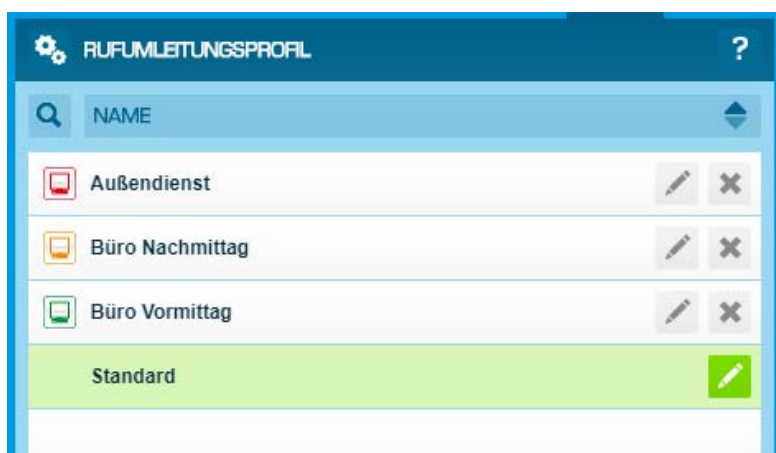 RUFUMLEITUNGSPROFIL ?
NAME
Außendienst
Büro Nachmittag
Büro Vormittag
Standard